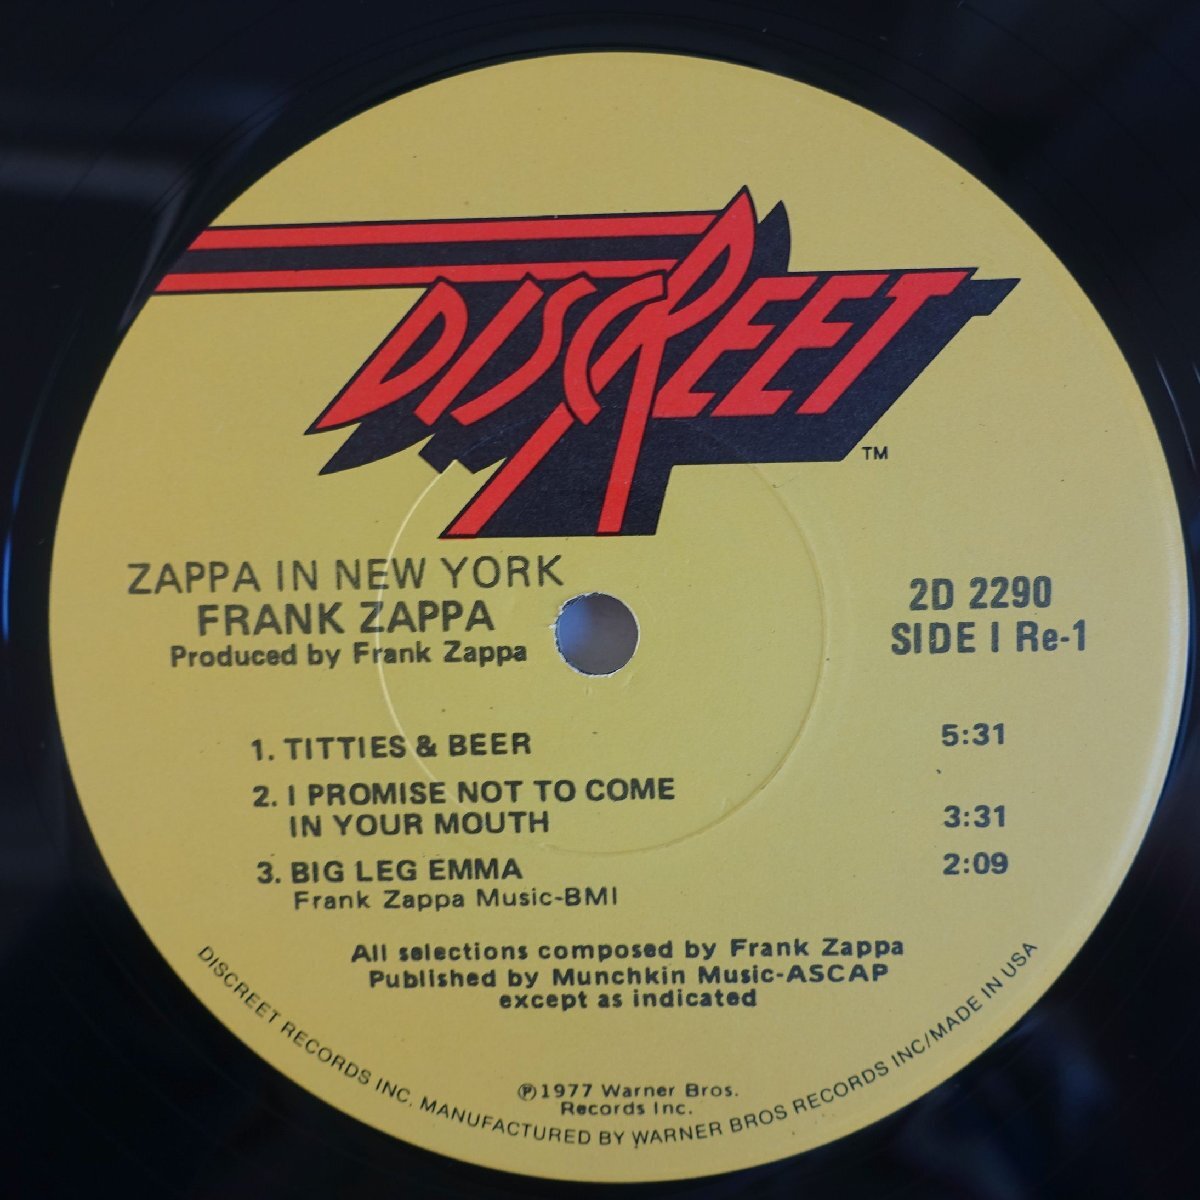 DISCREET
TM
ZAPPA IN NEW YORK
FRANK ZAPPA
Produced by Frank Zappa
2D 2290
SIDE I Re-1
1. TITTIES & BEER 5:31
2. I PROMISE NOT TO COME
IN YOUR MOUTH 3:31
3. BIG LEG EMMA 2:09
Frank Zappa Music-BMI
All selections composed by Frank Zappa
Published by Munchkin Music-ASCAP
except as indicated
℗1977 Warner Bros.
Records Inc.
DISCREET RECORDS INC. MANUFACTURED BY WARNER BROS RECORDS INC/MADE IN USA